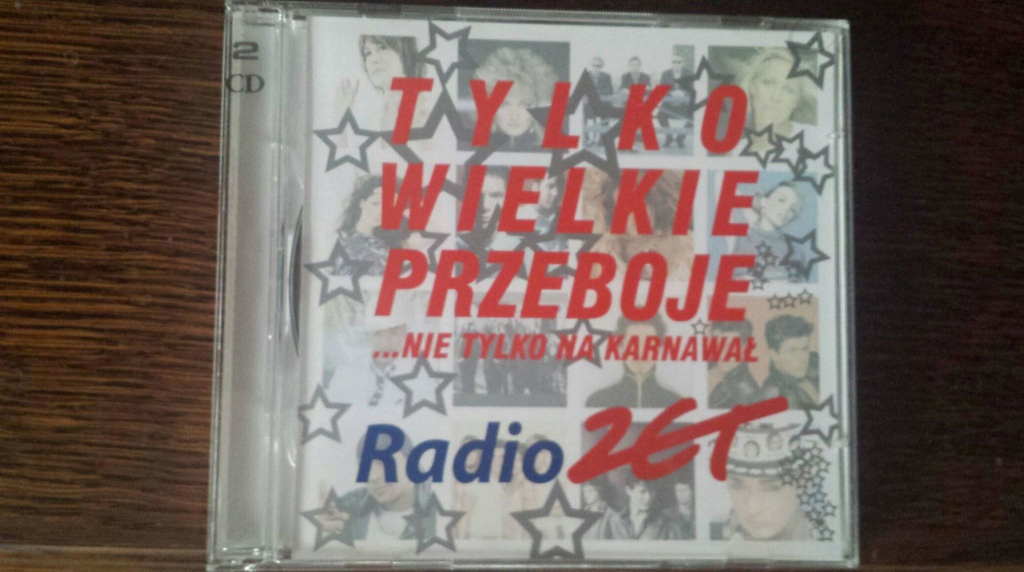 2
CD
TYLKO
WIELKIE
PRZEBOJE
...NIE TYLKO NA KARNAWAŁ
Radio ZET